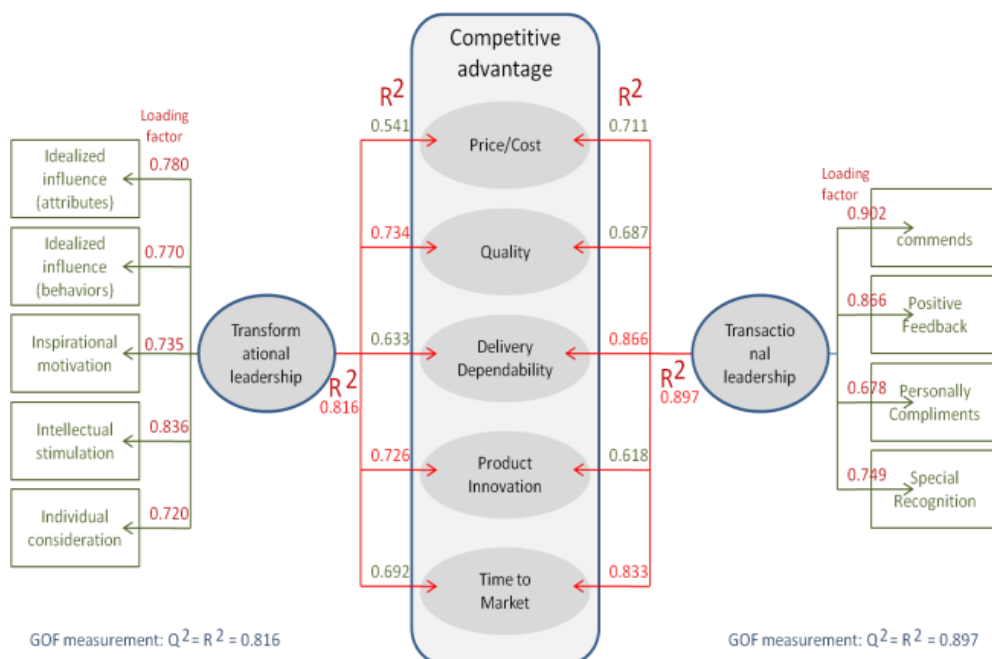 Competitive
advantage
R2
R2
Loading
factor
0.541
0.711
Price/Cost
Idealized
influence
(attributes)
0.780
Loading
factor
0.902
commends
0.734
Quality
0.687
Idealized
influence
(behaviors)
0.770
0.866
Positive
Feedback
Inspirational
motivation
0.735
Transform
ational
leadership
0.633
Delivery
Dependability
0.866
Transactio
nal
leadership
R2
0.816
R2
0.897
0.678
Personally
Compliments
Intellectual
stimulation
0.836
0.726
Product
Innovation
0.618
0.749
Special
Recognition
Individual
consideration
0.720
0.692
Time to
Market
0.833
GOF measurement: Q2= R2 = 0.816
GOF measurement: Q2= R2 = 0.897